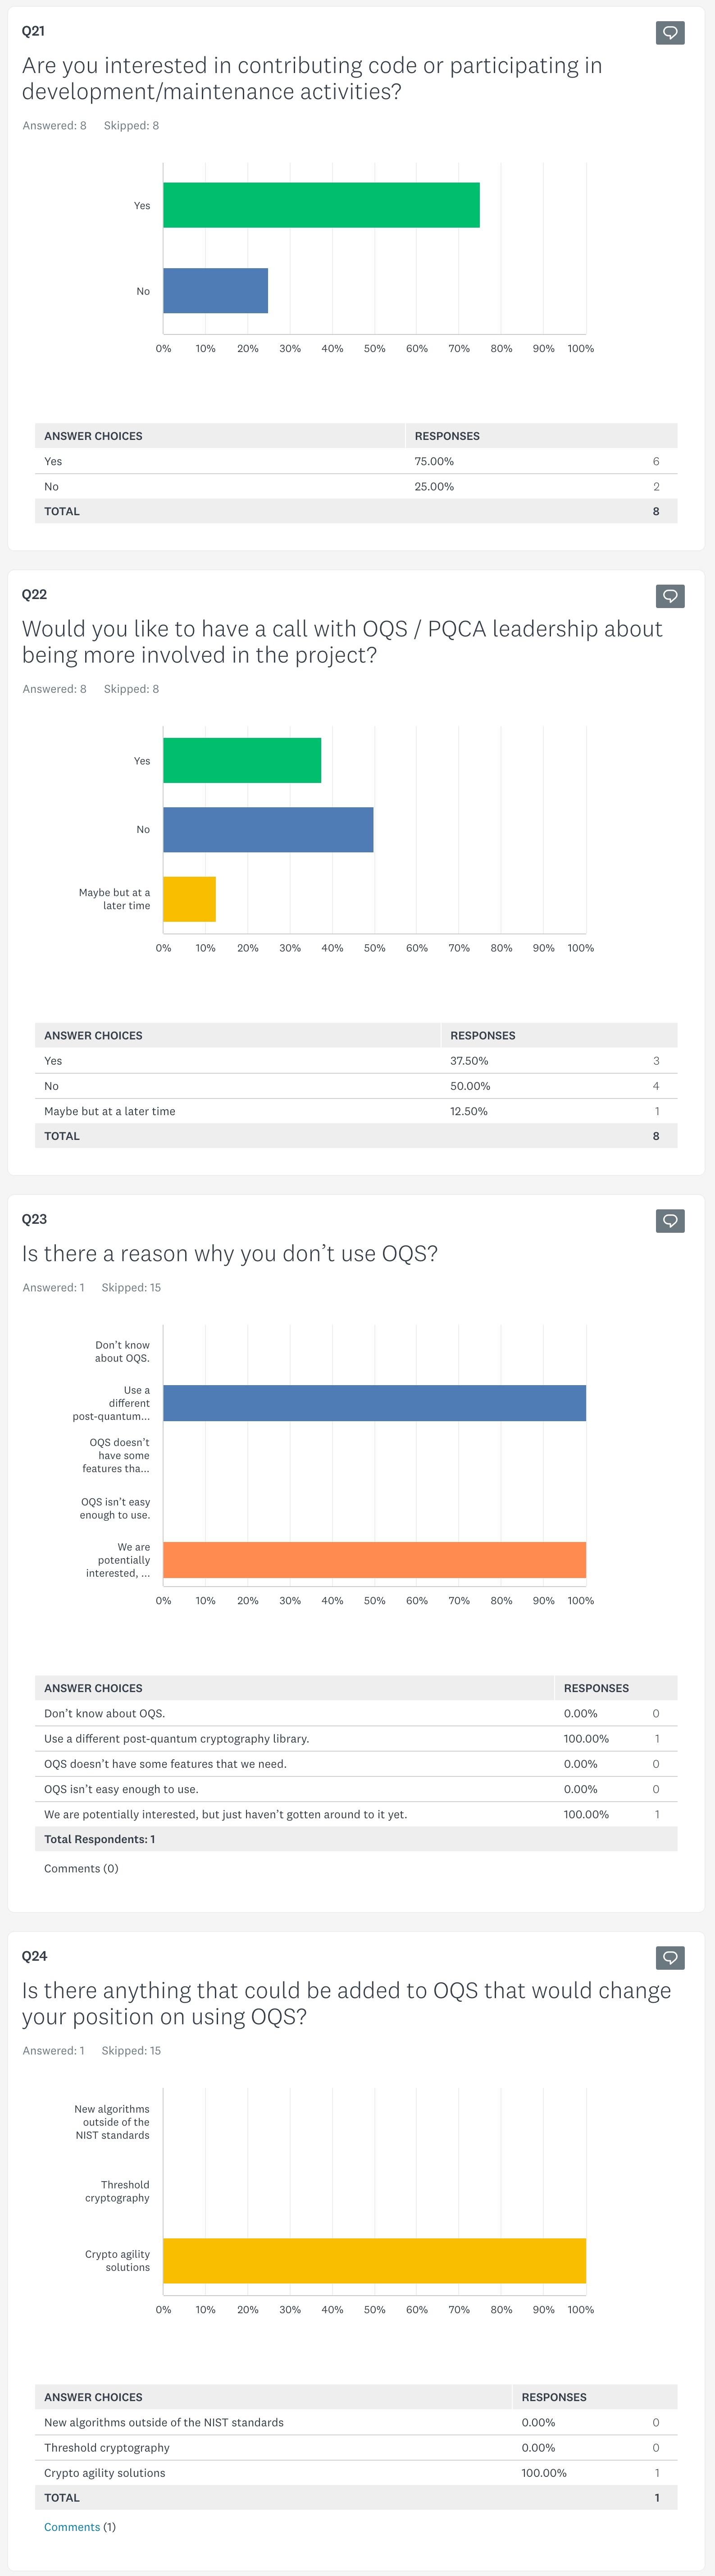 Q21
Are you interested in contributing code or participating in
development/maintenance activities?
Answered: 8 Skipped: 8
Yes
No
0% 10% 20% 30% 40% 50% 60% 70% 80% 90% 100%
ANSWER CHOICES RESPONSES
Yes 75.00% 6
No 25.00% 2
TOTAL 8
Q22
Would you like to have a call with OQS / PQCA leadership about
being more involved in the project?
Answered: 8 Skipped: 8
Yes
No
Maybe but at a
later time
0% 10% 20% 30% 40% 50% 60% 70% 80% 90% 100%
ANSWER CHOICES RESPONSES
Yes 37.50% 3
No 50.00% 4
Maybe but at a later time 12.50% 1
TOTAL 8
Q23
Is there a reason why you don’t use OQS?
Answered: 1 Skipped: 15
Don’t know
about OQS.
Use a
different
post-quantum...
OQS doesn’t
have some
features tha...
OQS isn’t easy
enough to use.
We are
potentially
interested, ...
0% 10% 20% 30% 40% 50% 60% 70% 80% 90% 100%
ANSWER CHOICES RESPONSES
Don’t know about OQS. 0.00% 0
Use a different post-quantum cryptography library. 100.00% 1
OQS doesn’t have some features that we need. 0.00% 0
OQS isn’t easy enough to use. 0.00% 0
We are potentially interested, but just haven’t gotten around to it yet. 100.00% 1
Total Respondents: 1
Comments (0)
Q24
Is there anything that could be added to OQS that would change
your position on using OQS?
Answered: 1 Skipped: 15
New algorithms
outside of the
NIST standards
Threshold
cryptography
Crypto agility
solutions
0% 10% 20% 30% 40% 50% 60% 70% 80% 90% 100%
ANSWER CHOICES RESPONSES
New algorithms outside of the NIST standards 0.00% 0
Threshold cryptography 0.00% 0
Crypto agility solutions 100.00% 1
TOTAL 1
Comments (1)